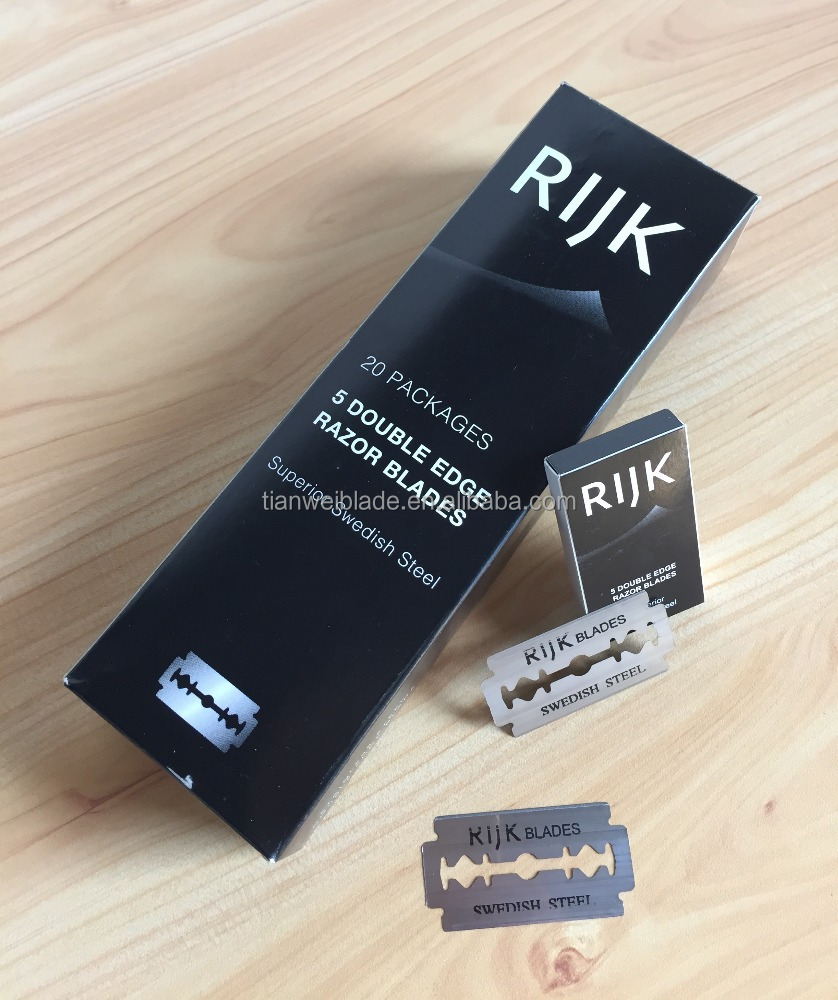 RIJK
20 PACKAGES
5 DOUBLE EDGE
RAZOR BLADES
Superior Swedish Steel
tianweiblade.en.alibaba.com
RIJK
5 DOUBLE EDGE
RAZOR BLADES
RIJK BLADES
SWEDISH STEEL
RIJK BLADES
SWEDISH STEEL